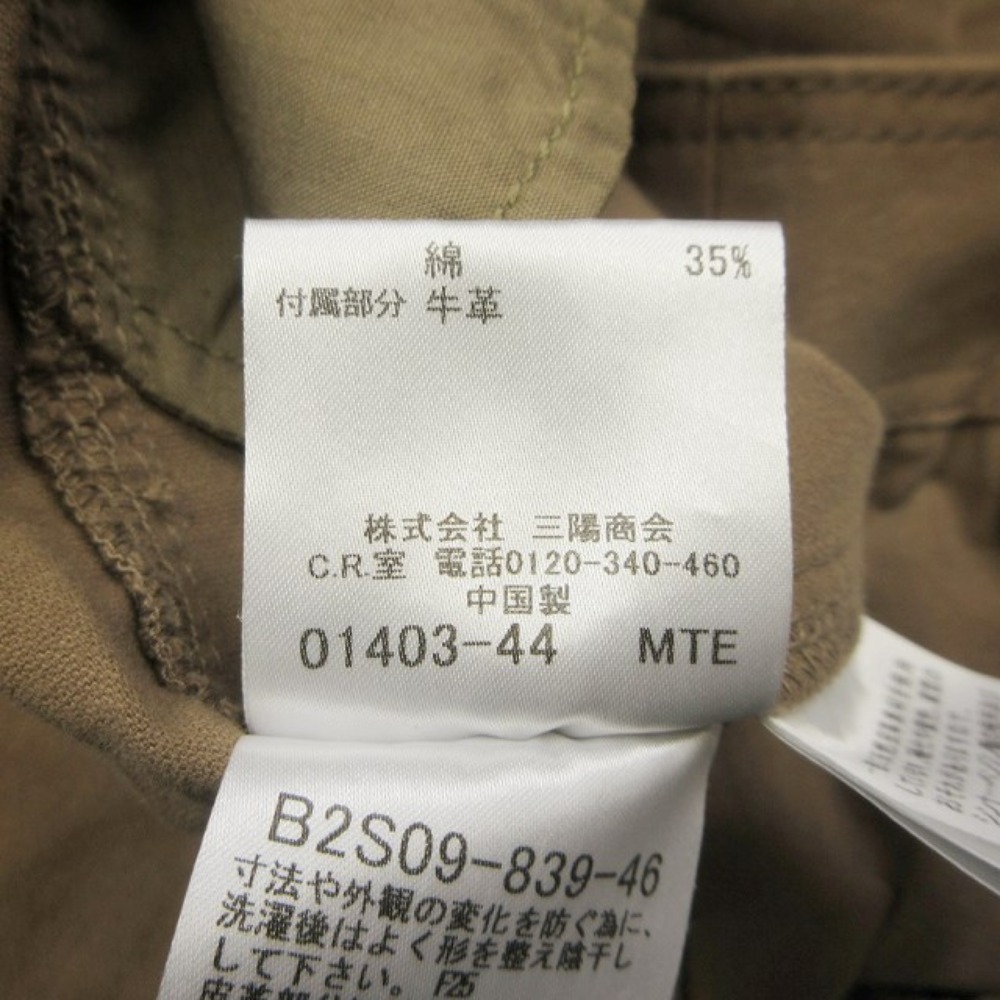 綿 35%
付属部分 牛革
株式会社 三陽商会
C.R.室 電話0120-340-460
中国製
01403-44 MTE
B2S09-839-46
寸法や外観の変化を防ぐ為に、
洗濯後はよく形を整え陰干し
して下さい。 F25